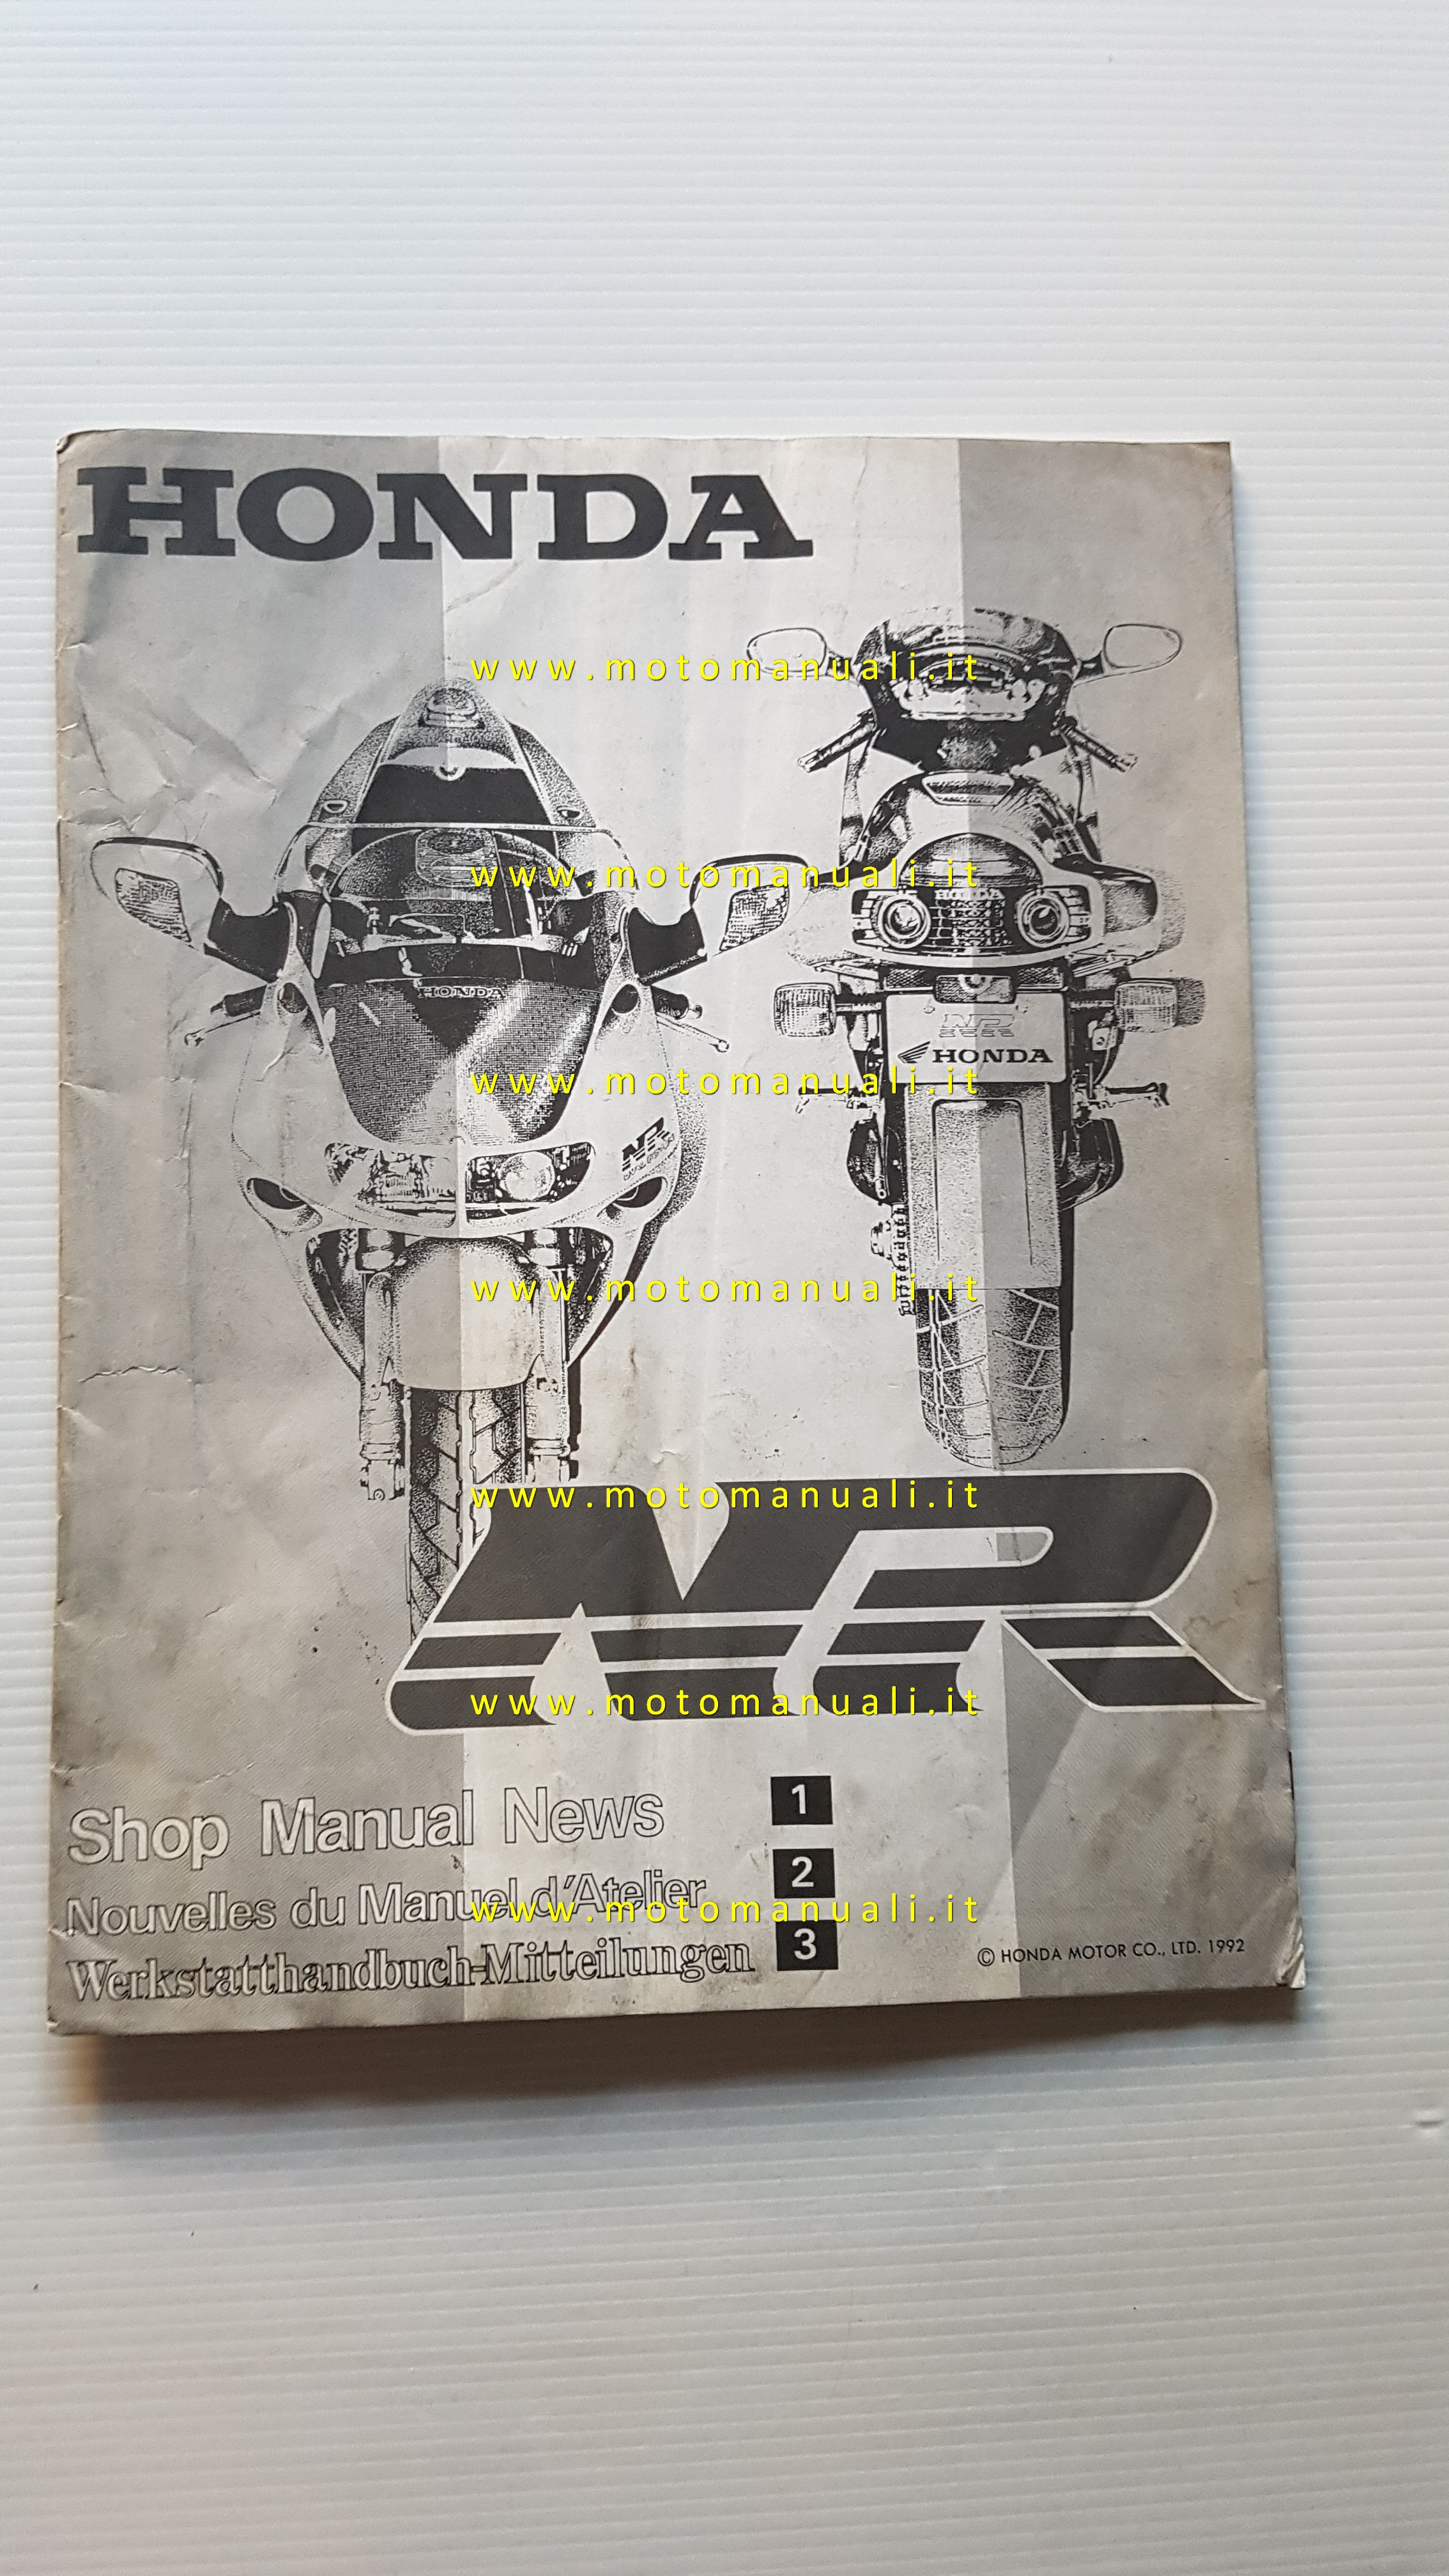 HONDA
www.motomanuali.it
www.motomanuali.it
HONDA
HONDA
NR
HONDA
www.motomanuali.it
NR
www.motomanuali.it
www.motomanuali.it
NR
www.motomanuali.it
Shop Manual News 1
Nouvelles du Manuel d'Atelier 2
www.motomanuali.it
Werkstatthandbuch-Mitteilungen 3
© HONDA MOTOR CO., LTD. 1992